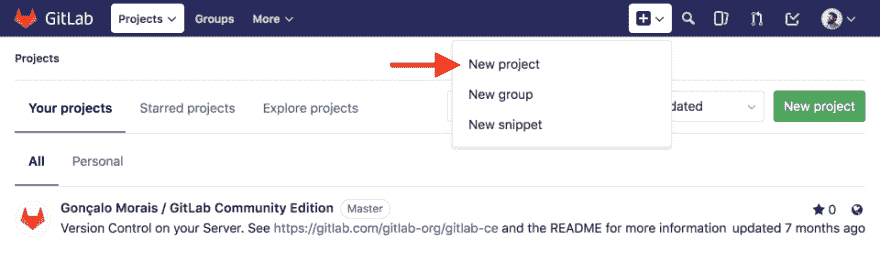 GitLab Projects Groups More
Projects
New project
New group
New snippet
Your projects Starred projects Explore projects dated New project
All Personal
Gonçalo Morais / GitLab Community Edition Master 0
Version Control on your Server. See https://gitlab.com/gitlab-org/gitlab-ce and the README for more information updated 7 months ago